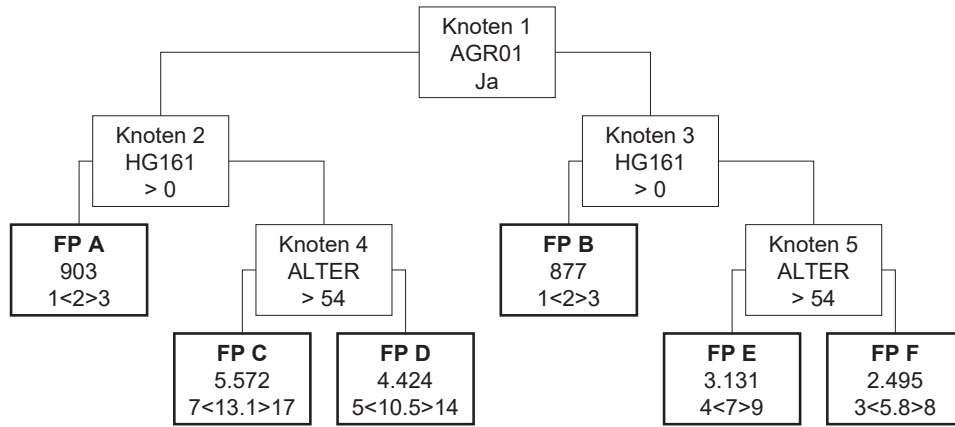 Knoten 1
AGR01
Ja
Knoten 2
HG161
> 0
Knoten 3
HG161
> 0
FP A
903
1<2>3
Knoten 4
ALTER
> 54
FP B
877
1<2>3
Knoten 5
ALTER
> 54
FP C
5.572
7<13.1>17
FP D
4.424
5<10.5>14
FP E
3.131
4<7>9
FP F
2.495
3<5.8>8